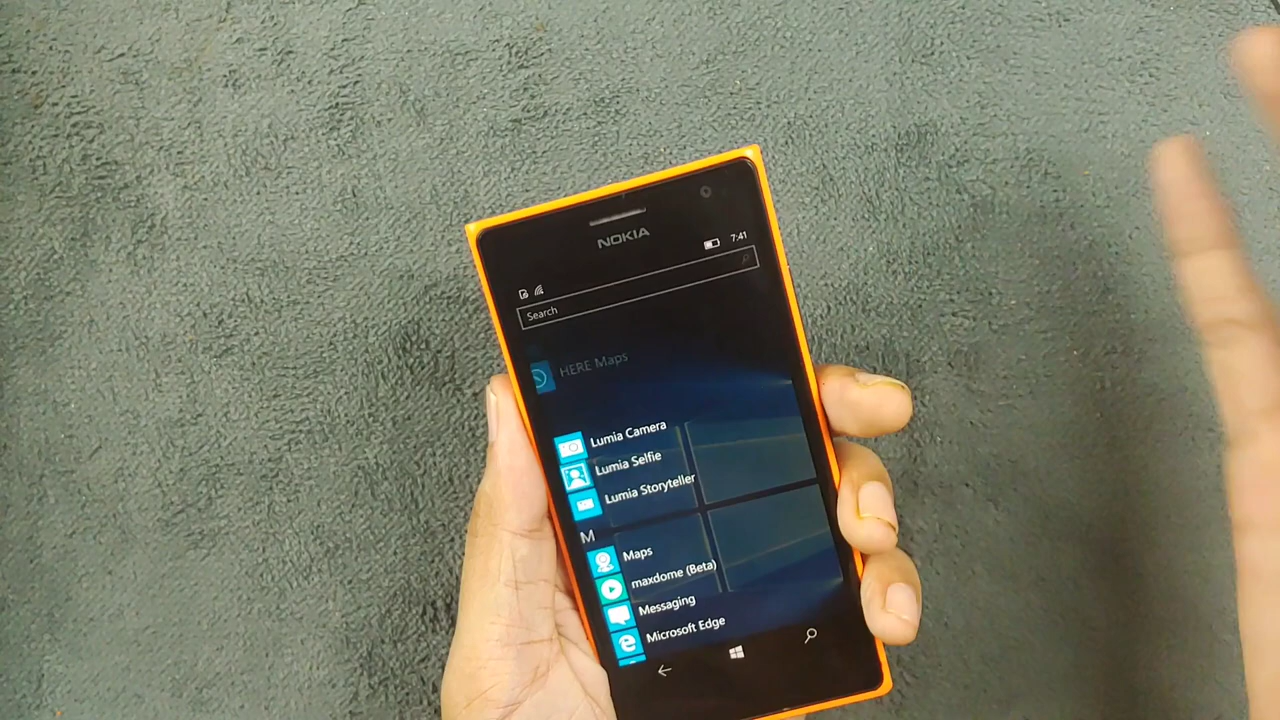 NOKIA
7:41
Search
HERE Maps
Lumia Camera
Lumia Selfie
Lumia Storyteller
M
Maps
maxdome (Beta)
Messaging
Microsoft Edge